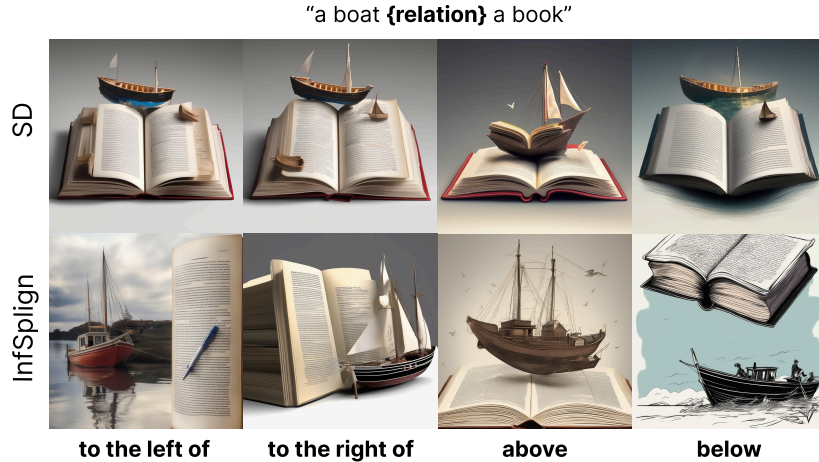 “a boat {relation} a book”
SD
InfSplign
to the left of
to the right of
above
below